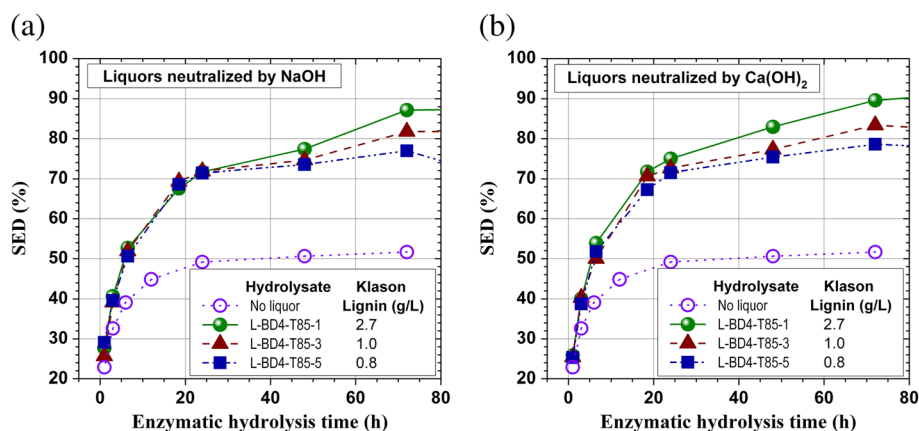 (a)
(b)
Liquors neutralized by NaOH
SED (%)
100
90
80
70
60
50
40
30
20
0 20 40 60 80
Enzymatic hydrolysis time (h)
Hydrolysate Klason
Lignin (g/L)
No liquor
L-BD4-T85-1 2.7
L-BD4-T85-3 1.0
L-BD4-T85-5 0.8
Liquors neutralized by Ca(OH)2
SED (%)
100
90
80
70
60
50
40
30
20
0 20 40 60 80
Enzymatic hydrolysis time (h)
Hydrolysate Klason
Lignin (g/L)
No liquor
L-BD4-T85-1 2.7
L-BD4-T85-3 1.0
L-BD4-T85-5 0.8